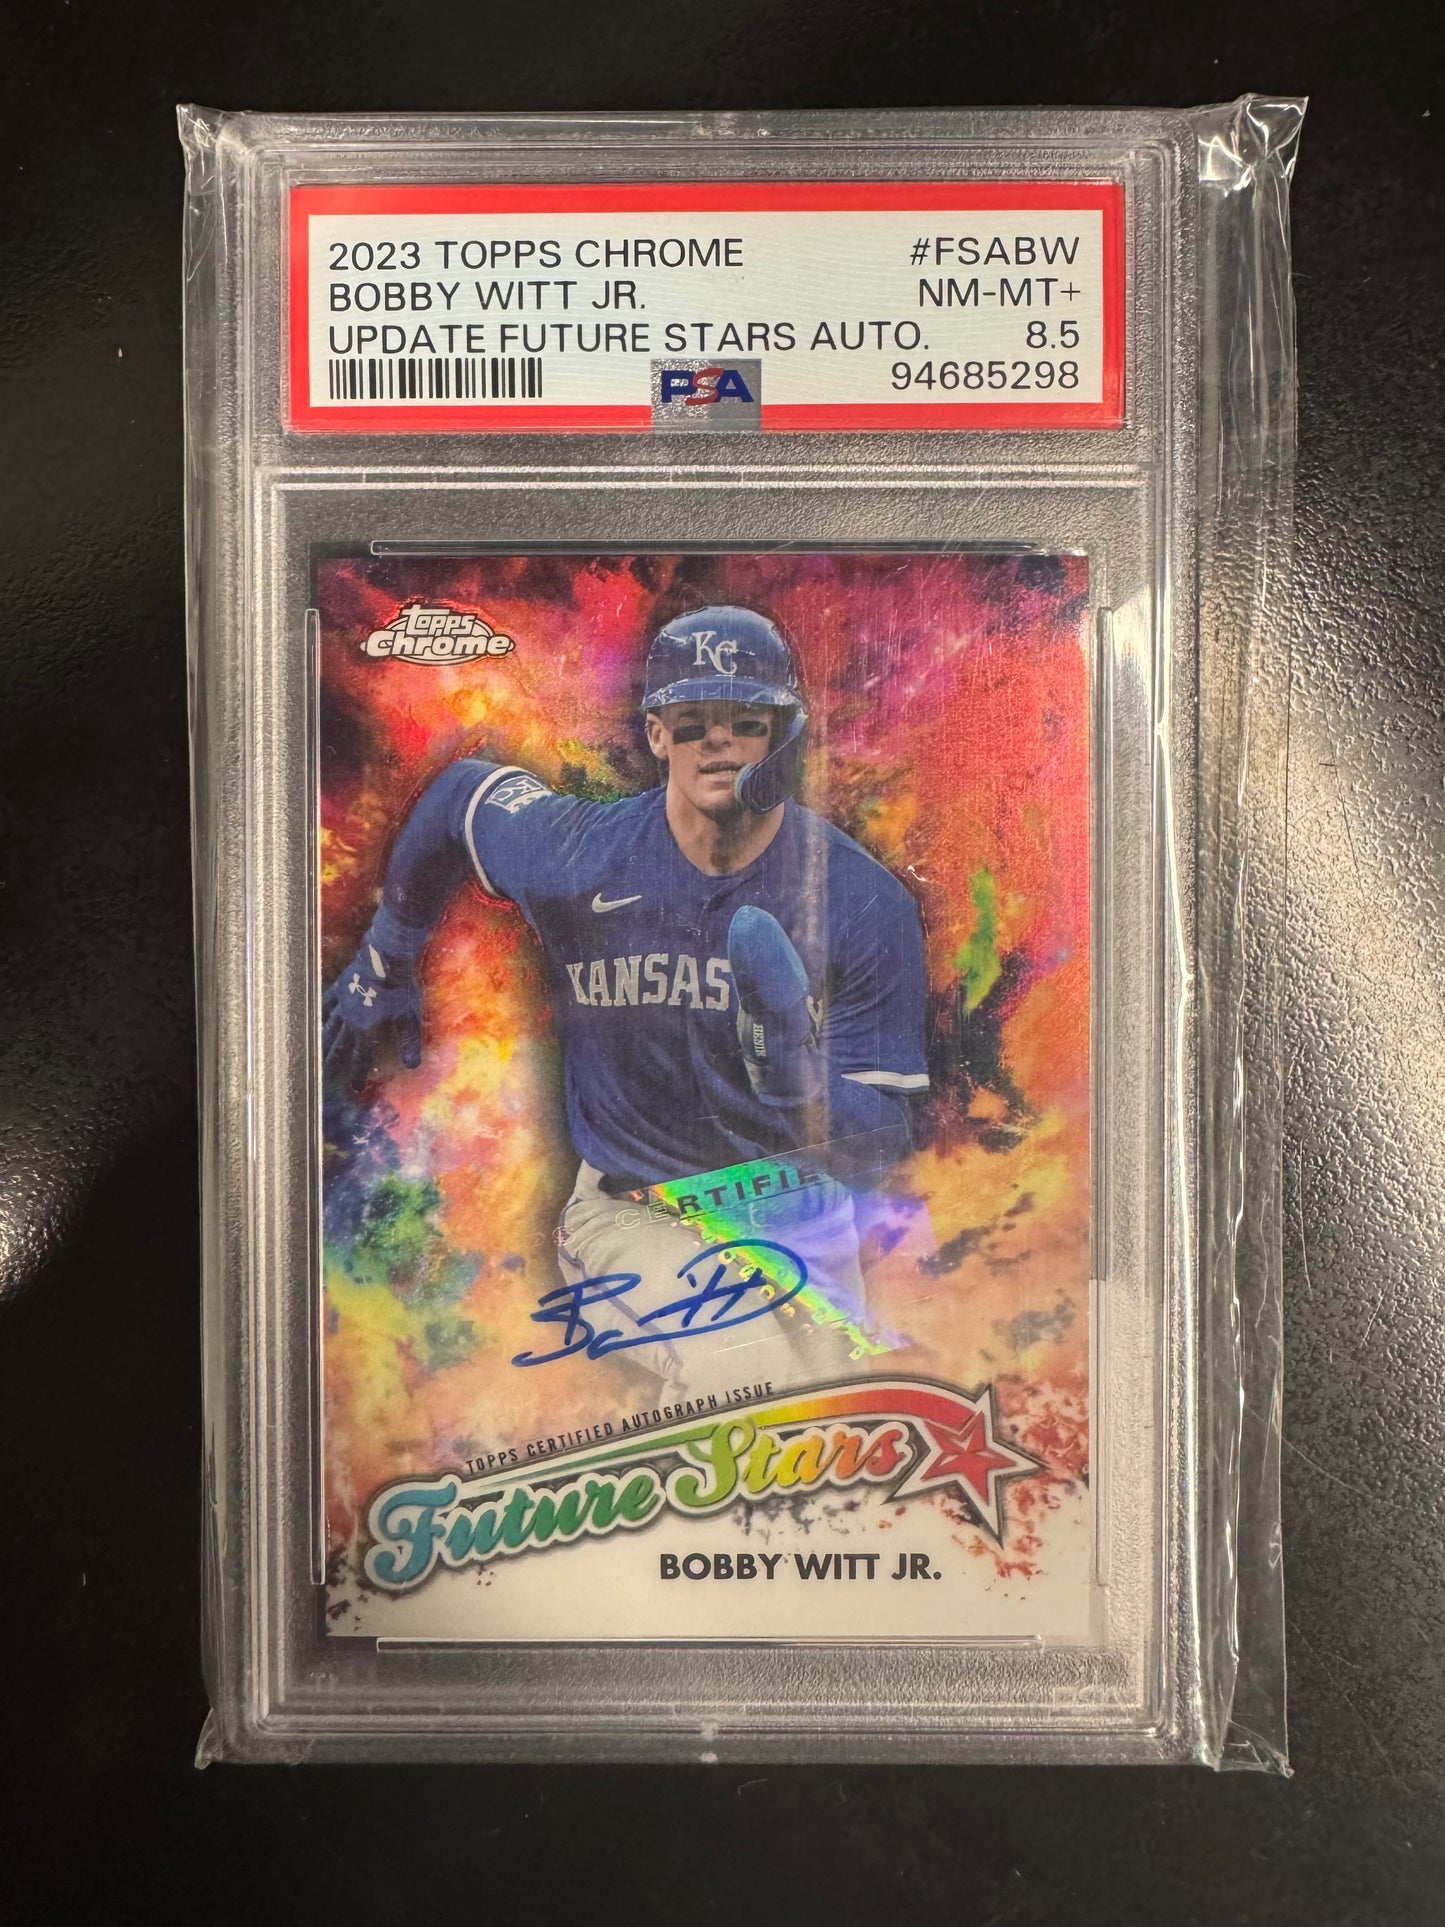 2023 TOPPS CHROME #FSABW
BOBBY WITT JR. NM-MT+
UPDATE FUTURE STARS AUTO. 8.5
PSA 94685298
Topps
Chrome
KC
KANSAS
CERTIFIE
TOPPS CERTIFIED AUTOGRAPH ISSUE
Future Stars
BOBBY WITT JR.